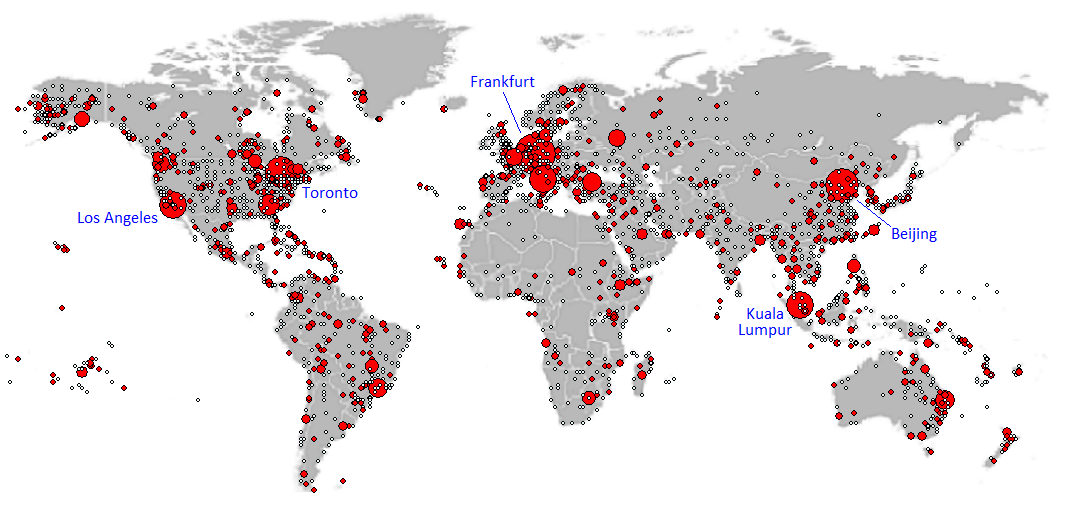 Frankfurt
Toronto
Los Angeles
Beijing
Kuala
Lumpur